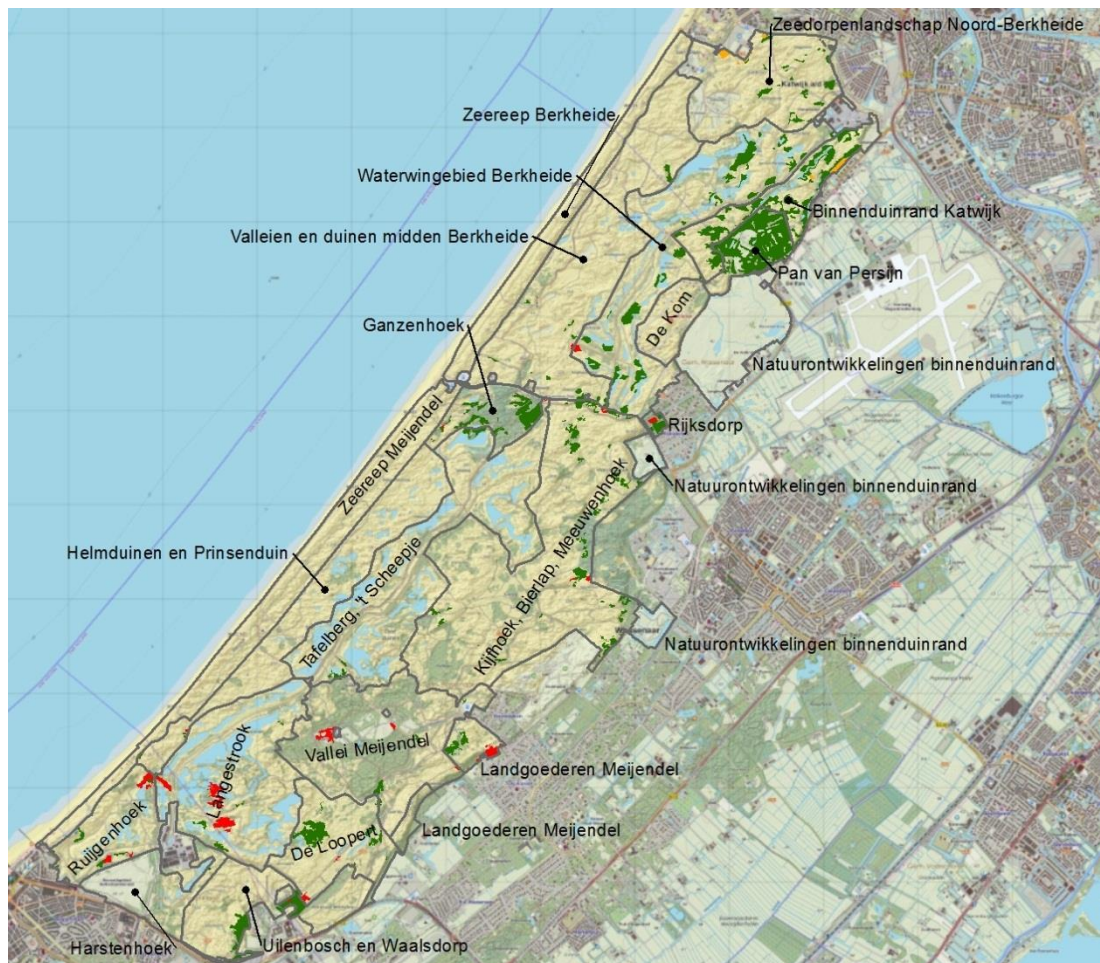 Zeedorpenlandschap Noord-Berkheide
Zeereep Berkheide
Waterwingebied Berkheide
Binnenduinrand Katwijk
Valleien en duinen midden Berkheide
Pan van Persijn
De Kom
Ganzenhoek
Natuurontwikkelingen binnenduinrand
Rijksdorp
Zeereep Meijendel
Natuurontwikkelingen binnenduinrand
Helmduinen en Prinsenduin
Tafelberg, 't Scheepje
Kijfhoek, Bierlap, Meeuwenhoek
Natuurontwikkelingen binnenduinrand
Vallei Meijendel
Langestrook
Landgoederen Meijendel
Ruijgenhoek
De Loopert
Landgoederen Meijendel
Harstenhoek
Uilenbosch en Waalsdorp